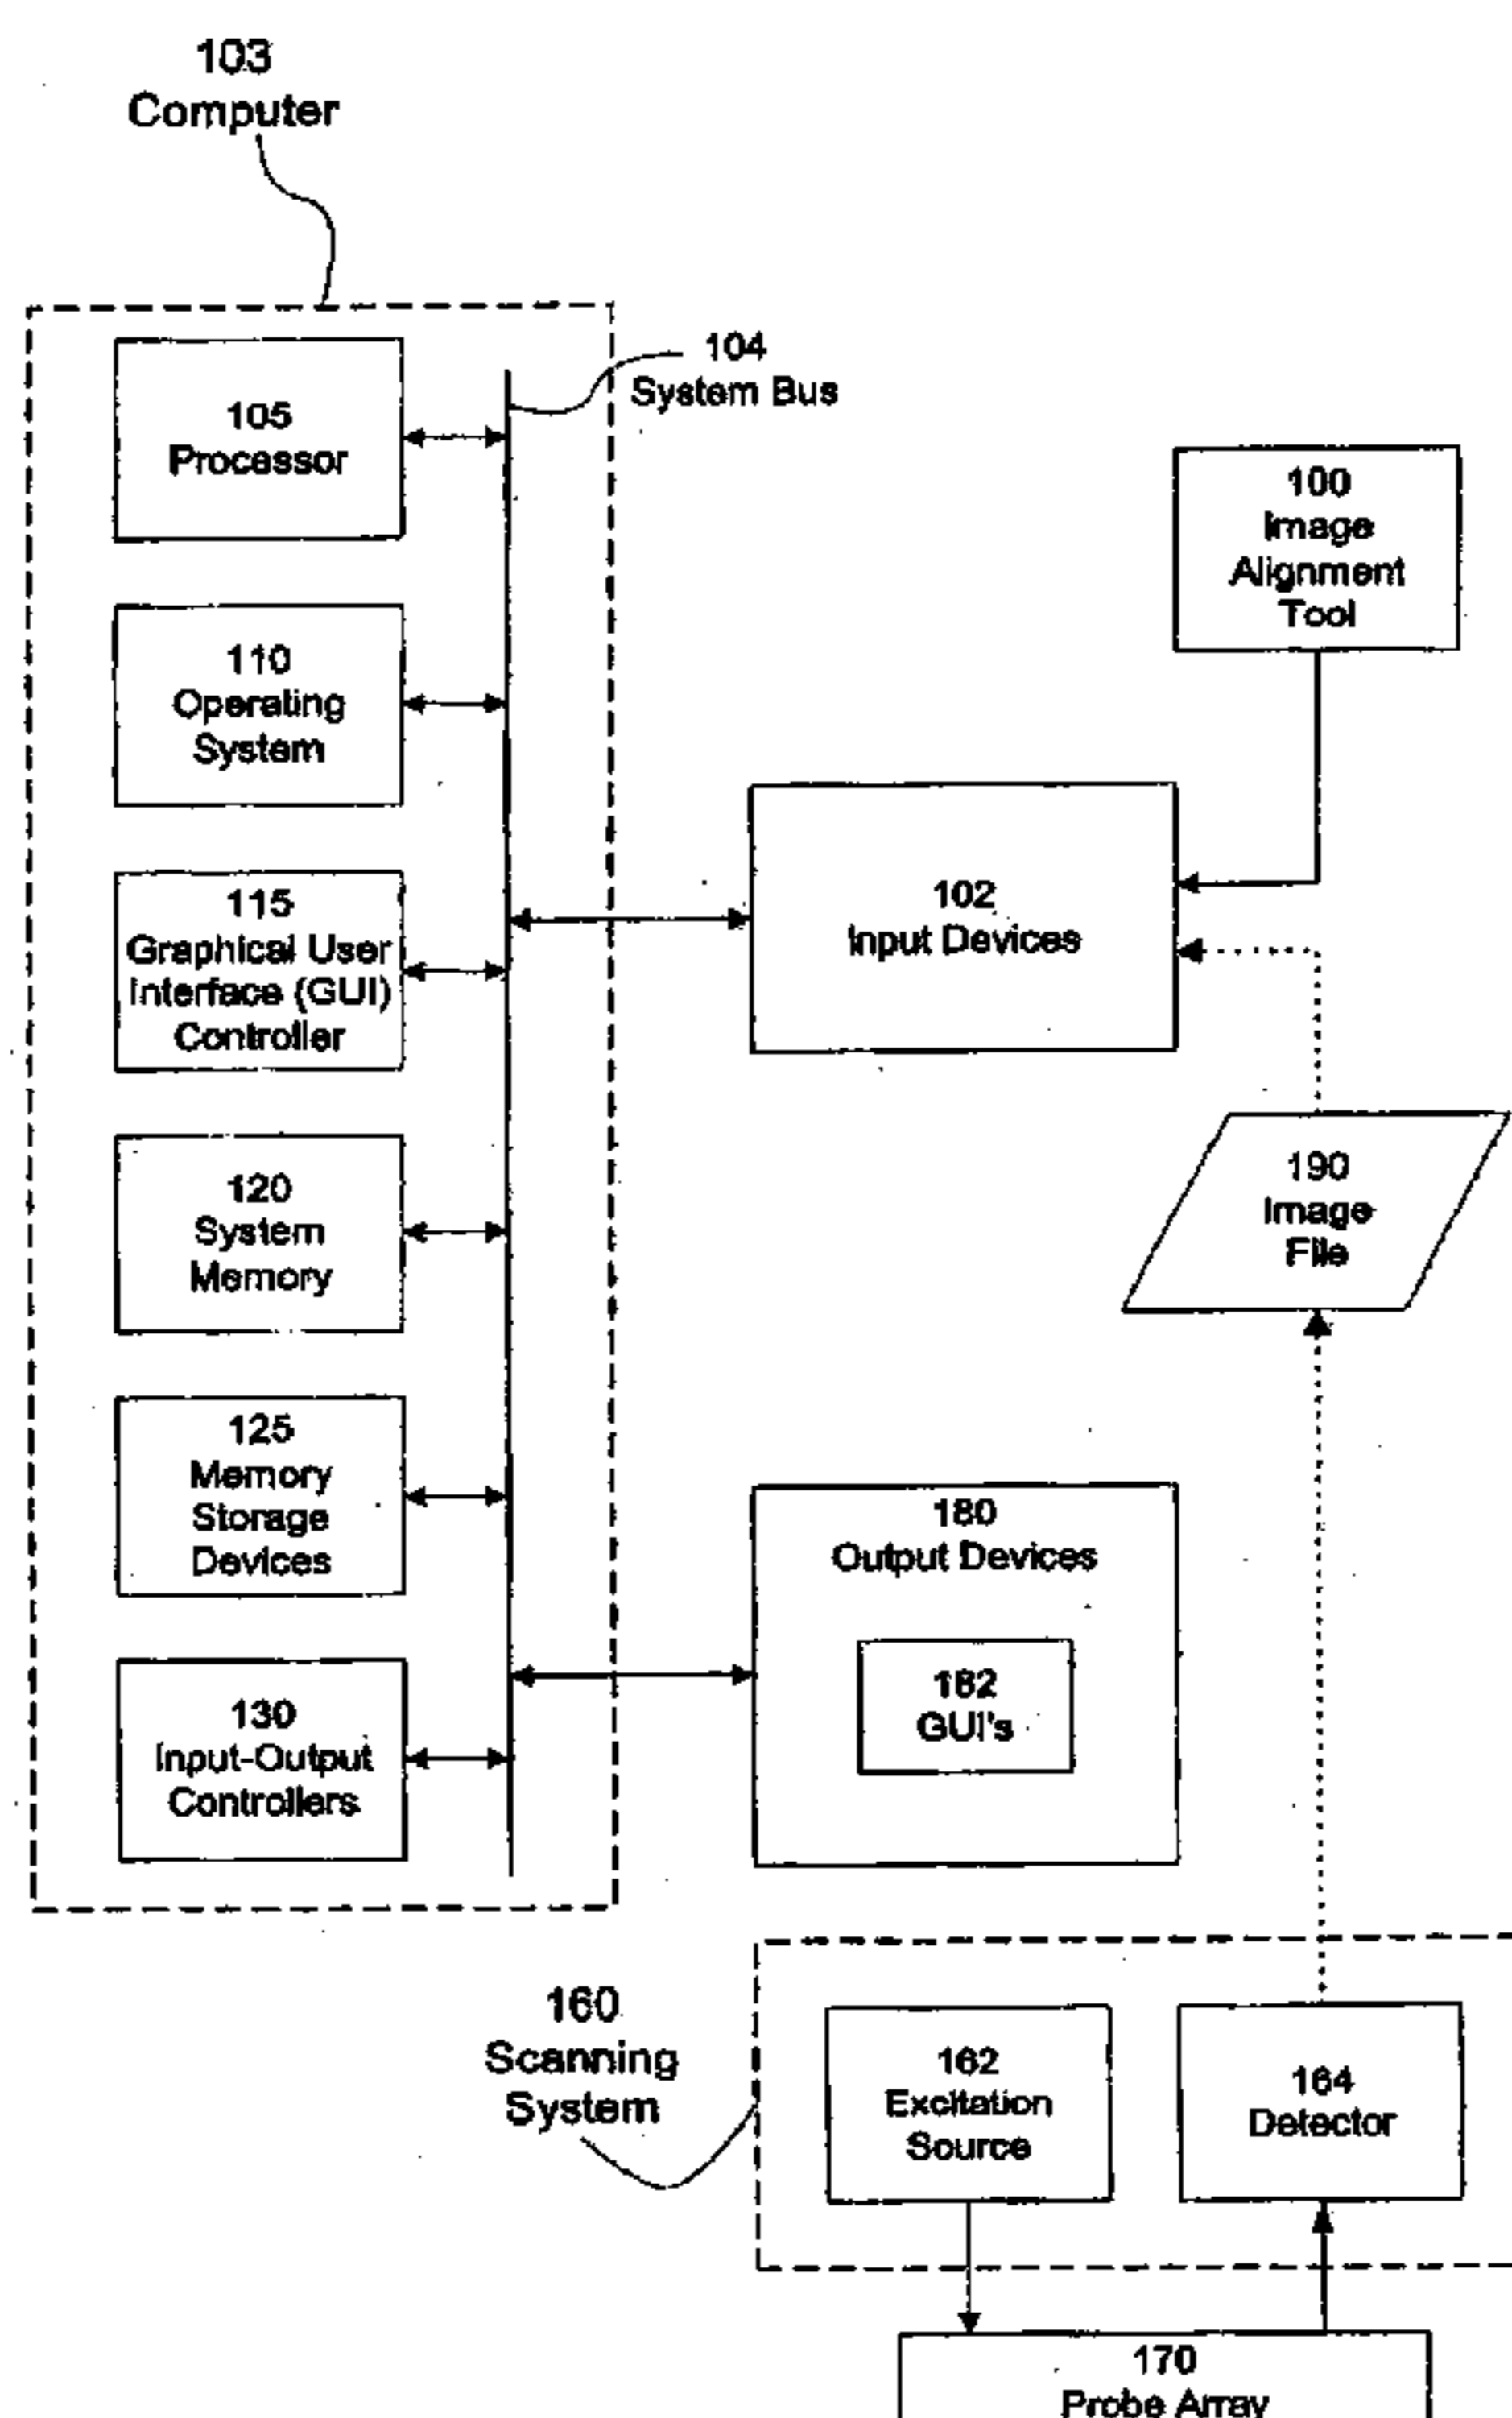 103
Computer
104
System Bus
105
Processor
100
Image
Alignment
Tool
110
Operating
System
115
Graphical User
Interface (GUI)
Controller
102
Input Devices
120
System
Memory
190
Image
File
125
Memory
Storage
Devices
180
Output Devices
182
GUI's
130
Input-Output
Controllers
160
Scanning
System
162
Excitation
Source
164
Detector
170
Probe Array